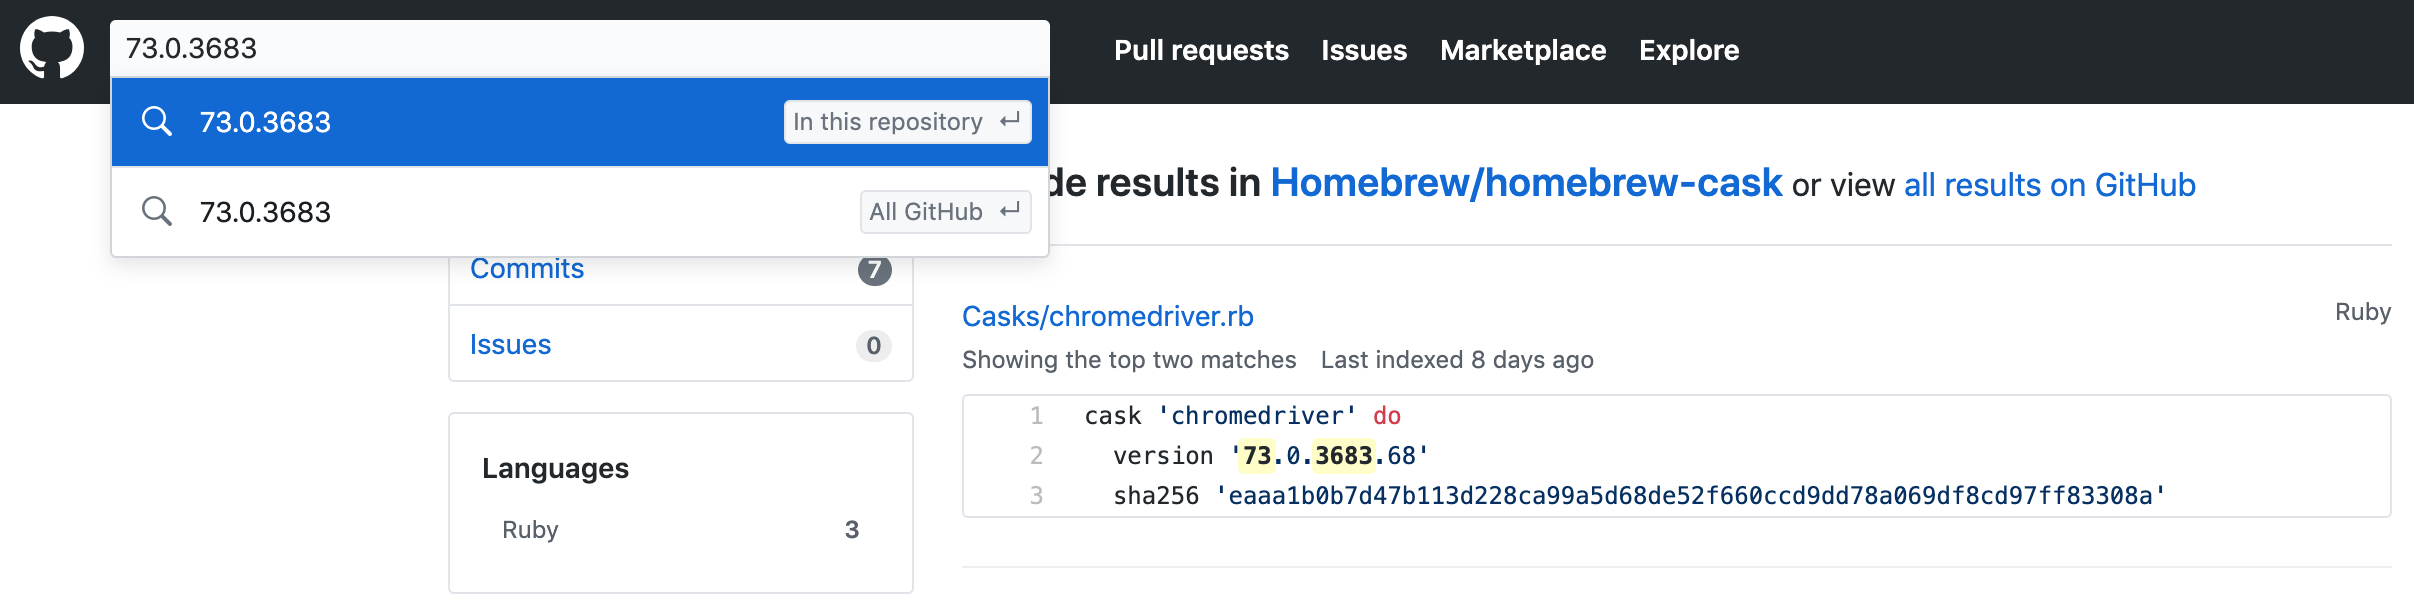 73.0.3683
Pull requests Issues Marketplace Explore
73.0.3683 In this repository
73.0.3683 All GitHub
results in Homebrew/homebrew-cask or view all results on GitHub
Commits 7
Issues 0
Languages
Ruby 3
Casks/chromedriver.rb Ruby
Showing the top two matches Last indexed 8 days ago
1 cask 'chromedriver' do
2 version '73.0.3683.68'
3 sha256 'eaaa1b0b7d47b113d228ca99a5d68de52f660ccd9dd78a069df8cd97ff83308a'